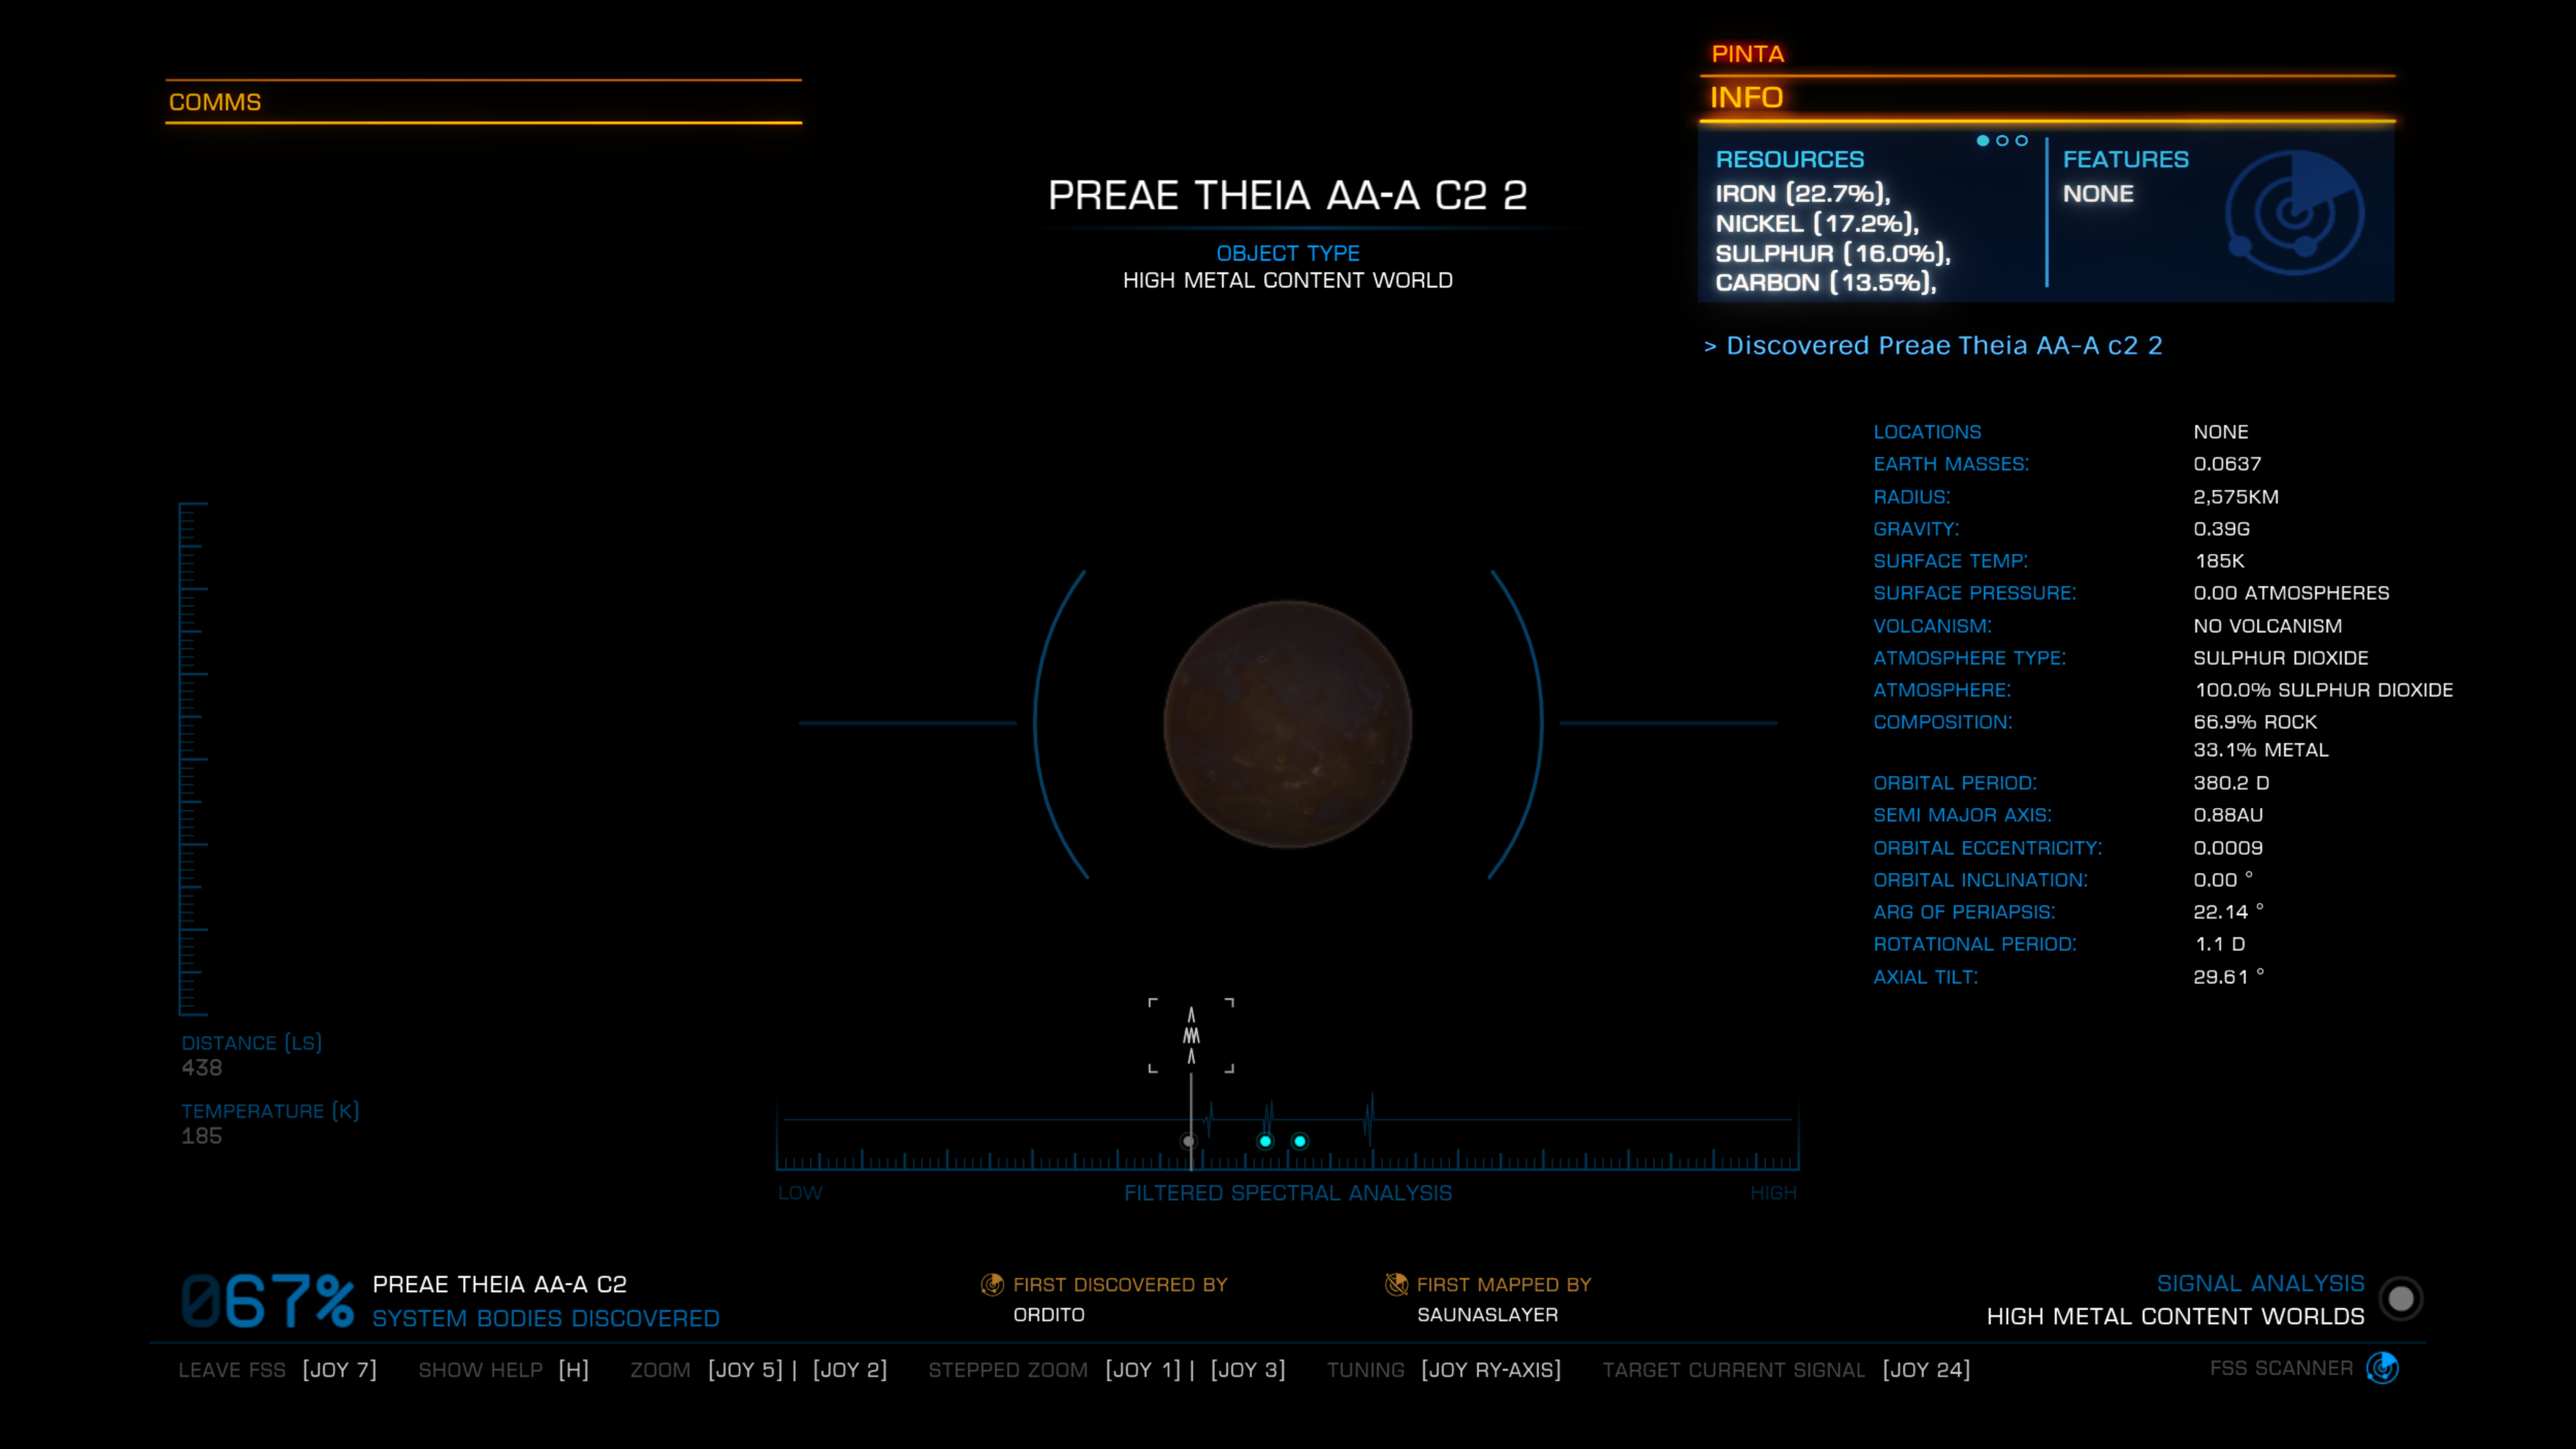 PINTA
COMMS
INFO
RESOURCES
IRON (22.7%),
NICKEL (17.2%),
SULPHUR (16.0%),
CARBON (13.5%),
FEATURES
NONE
PREAE THEIA AA-A C2 2
OBJECT TYPE
HIGH METAL CONTENT WORLD
> Discovered Preae Theia AA-A c2 2
LOCATIONS NONE
EARTH MASSES: 0.0637
RADIUS: 2,575KM
GRAVITY: 0.39G
SURFACE TEMP: 185K
SURFACE PRESSURE: 0.00 ATMOSPHERES
VOLCANISM: NO VOLCANISM
ATMOSPHERE TYPE: SULPHUR DIOXIDE
ATMOSPHERE: 100.0% SULPHUR DIOXIDE
COMPOSITION: 66.9% ROCK
33.1% METAL
ORBITAL PERIOD: 380.2 D
SEMI MAJOR AXIS: 0.88AU
ORBITAL ECCENTRICITY: 0.0009
ORBITAL INCLINATION: 0.00 °
ARG OF PERIAPSIS: 22.14 °
ROTATIONAL PERIOD: 1.1 D
AXIAL TILT: 29.61 °
DISTANCE (LS)
438
TEMPERATURE (K)
185
LOW FILTERED SPECTRAL ANALYSIS HIGH
067% PREAE THEIA AA-A C2
SYSTEM BODIES DISCOVERED
FIRST DISCOVERED BY
ORDITO
FIRST MAPPED BY
SAUNASLAYER
SIGNAL ANALYSIS
HIGH METAL CONTENT WORLDS
LEAVE FSS [JOY 7] SHOW HELP [H] ZOOM [JOY 5] | [JOY 2] STEPPED ZOOM [JOY 1] | [JOY 3] TUNING [JOY RY-AXIS] TARGET CURRENT SIGNAL [JOY 24] FSS SCANNER